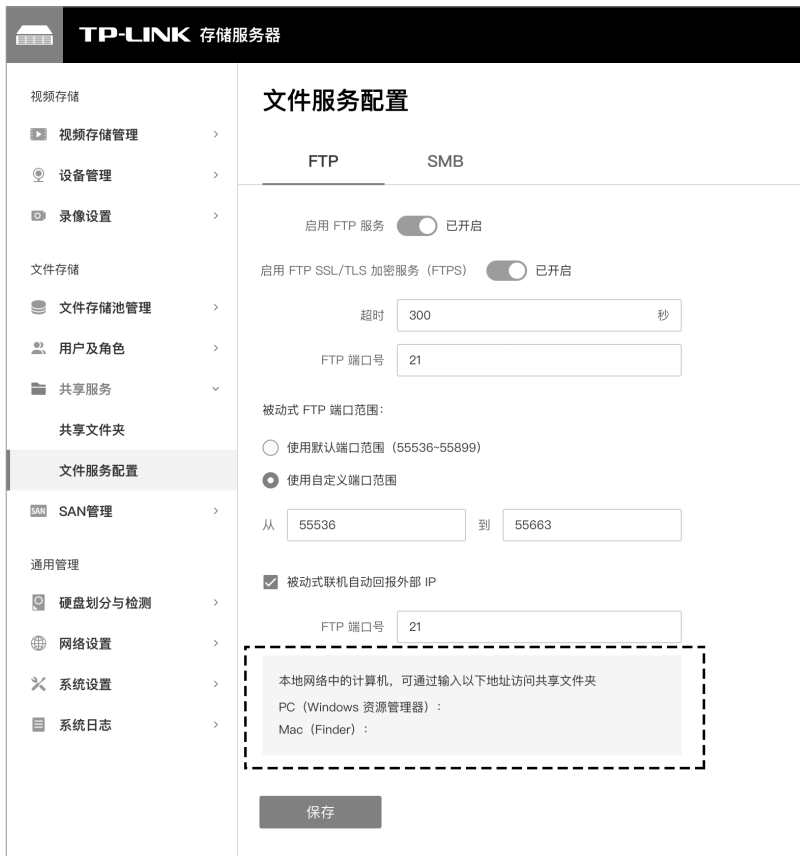 TP-LINK 存储服务器
视频存储
视频存储管理
设备管理
录像设置
文件存储
文件存储池管理
用户及角色
共享服务
共享文件夹
文件服务配置
SAN SAN管理
通用管理
硬盘划分与检测
网络设置
系统设置
系统日志
文件服务配置
FTP SMB
启用 FTP 服务 已开启
启用 FTP SSL/TLS 加密服务（FTPS） 已开启
超时 300 秒
FTP 端口号 21
被动式 FTP 端口范围：
使用默认端口范围（55536~55899）
使用自定义端口范围
从 55536 到 55663
被动式联机自动回报外部 IP
FTP 端口号 21
本地网络中的计算机，可通过输入以下地址访问共享文件夹
PC（Windows 资源管理器）：
Mac（Finder）：
保存